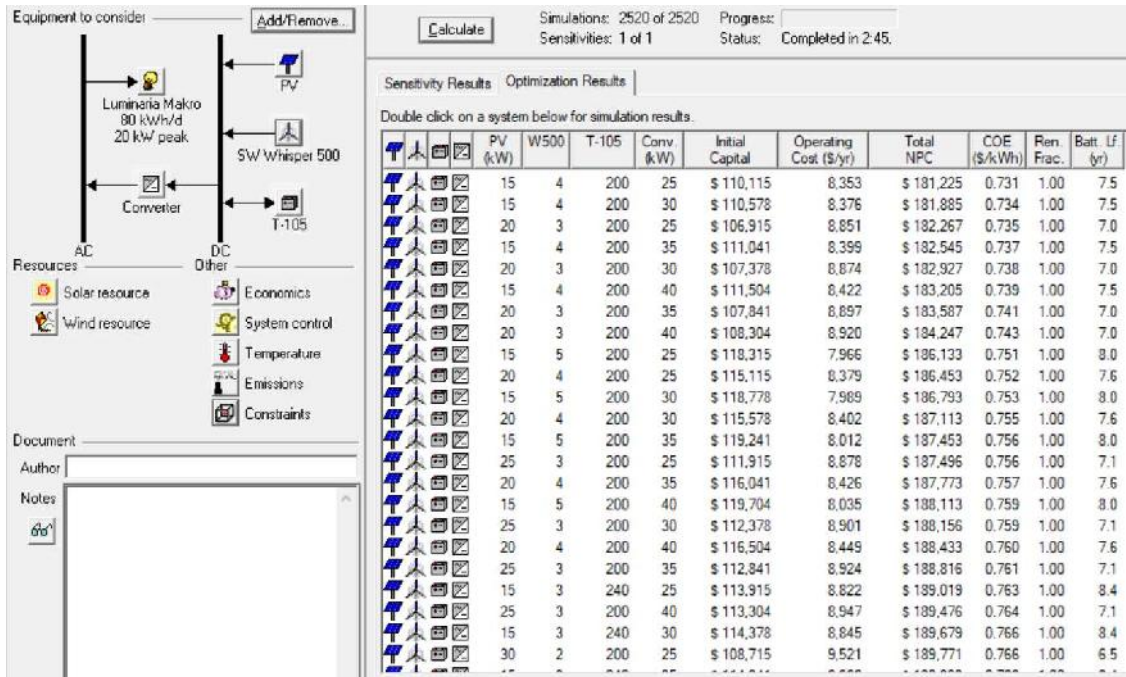 Equipment to consider
Add/Remove...
Luminaria Makro
80 kWh/d
20 kW peak
Converter
AC
DC
PV
SW Whisper 500
T-105
Resources
Solar resource
Wind resource
Other
Economics
System control
Temperature
Emissions
Constraints
Document
Author
Notes
Calculate
Simulations: 2520 of 2520
Sensitivities: 1 of 1
Progress:
Status: Completed in 2:45.
Sensitivity Results
Optimization Results
Double click on a system below for simulation results.
PV (kW) W500 T-105 Conv. (kW) Initial Capital Operating Cost ($/yr) Total NPC COE ($/kWh) Ren. Frac. Batt. Lf. (yr)
15 4 200 25 $ 110,115 8,353 $ 181,225 0.731 1.00 7.5
15 4 200 30 $ 110,578 8,376 $ 181,885 0.734 1.00 7.5
20 3 200 25 $ 106,915 8,851 $ 182,267 0.735 1.00 7.0
15 4 200 35 $ 111,041 8,399 $ 182,545 0.737 1.00 7.5
20 3 200 30 $ 107,378 8,874 $ 182,927 0.738 1.00 7.0
15 4 200 40 $ 111,504 8,422 $ 183,205 0.739 1.00 7.5
20 3 200 35 $ 107,841 8,897 $ 183,587 0.741 1.00 7.0
20 3 200 40 $ 108,304 8,920 $ 184,247 0.743 1.00 7.0
15 5 200 25 $ 118,315 7,966 $ 186,133 0.751 1.00 8.0
20 4 200 25 $ 115,115 8,379 $ 186,453 0.752 1.00 7.6
15 5 200 30 $ 118,778 7,989 $ 186,793 0.753 1.00 8.0
20 4 200 30 $ 115,578 8,402 $ 187,113 0.755 1.00 7.6
15 5 200 35 $ 119,241 8,012 $ 187,453 0.756 1.00 8.0
25 3 200 25 $ 111,915 8,878 $ 187,496 0.756 1.00 7.1
20 4 200 35 $ 116,041 8,426 $ 187,773 0.757 1.00 7.6
15 5 200 40 $ 119,704 8,035 $ 188,113 0.759 1.00 8.0
25 3 200 30 $ 112,378 8,901 $ 188,156 0.759 1.00 7.1
20 4 200 40 $ 116,504 8,449 $ 188,433 0.760 1.00 7.6
25 3 200 35 $ 112,841 8,924 $ 188,816 0.761 1.00 7.1
15 3 240 25 $ 113,915 8,822 $ 189,019 0.763 1.00 8.4
25 3 200 40 $ 113,304 8,947 $ 189,476 0.764 1.00 7.1
15 3 240 30 $ 114,378 8,845 $ 189,679 0.766 1.00 8.4
30 2 200 25 $ 108,715 9,521 $ 189,771 0.766 1.00 6.5